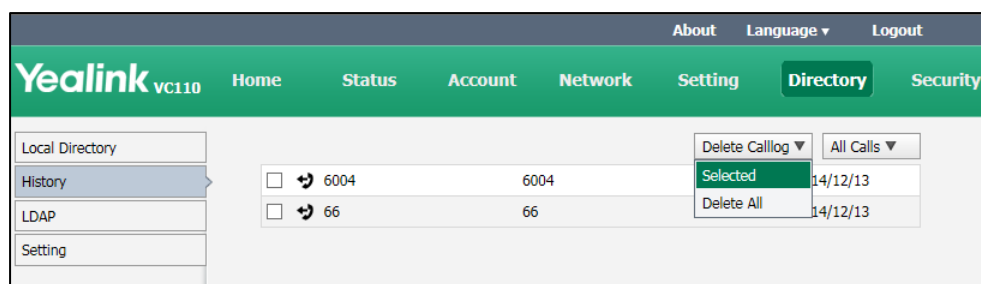 About Language ▾ Logout
Yealink VC110 Home Status Account Network Setting Directory Security
Local Directory
Delete Calllog ▼ All Calls ▼
History
6004 6004 Selected 14/12/13
LDAP
66 66 Delete All 14/12/13
Setting